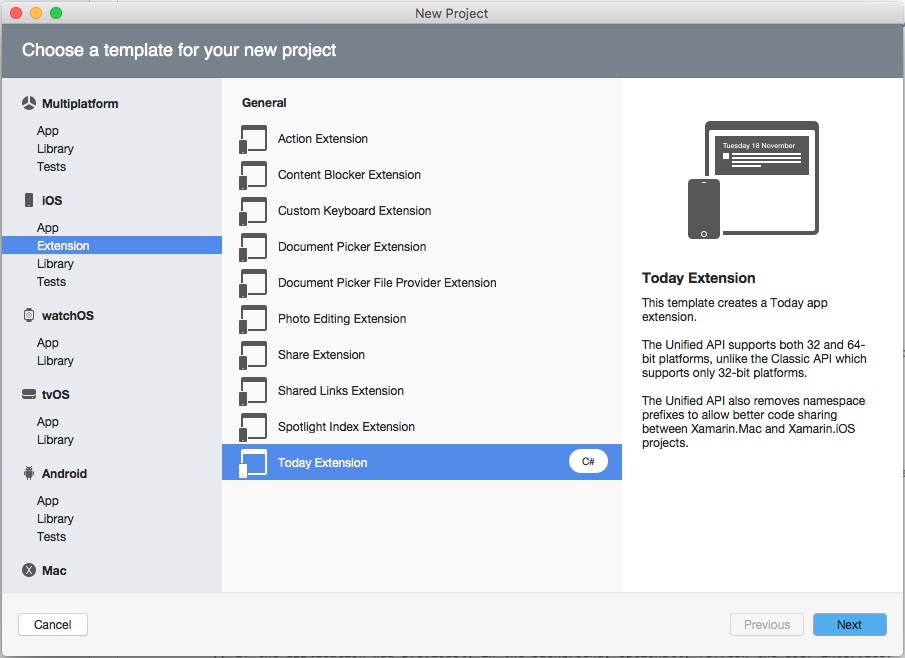 New Project
Choose a template for your new project
Multiplatform
App
Library
Tests
iOS
App
Extension
Library
Tests
watchOS
App
Library
tvOS
App
Library
Android
App
Library
Tests
X Mac
General
Action Extension
Content Blocker Extension
Custom Keyboard Extension
Document Picker Extension
Document Picker File Provider Extension
Photo Editing Extension
Share Extension
Shared Links Extension
Spotlight Index Extension
Today Extension
C#
Tuesday 18 November
Today Extension
This template creates a Today app
extension.
The Unified API supports both 32 and 64-
bit platforms, unlike the Classic API which
supports only 32-bit platforms.
The Unified API also removes namespace
prefixes to allow better code sharing
between Xamarin.Mac and Xamarin.iOS
projects.
Cancel
Previous
Next